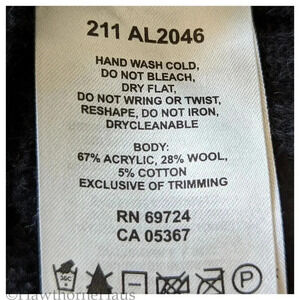 211 AL2046
HAND WASH COLD,
DO NOT BLEACH,
DRY FLAT,
DO NOT WRING OR TWIST,
RESHAPE, DO NOT IRON,
DRYCLEANABLE
BODY:
67% ACRYLIC, 28% WOOL,
5% COTTON
EXCLUSIVE OF TRIMMING
RN 69724
CA 05367
©HawthorneHaus